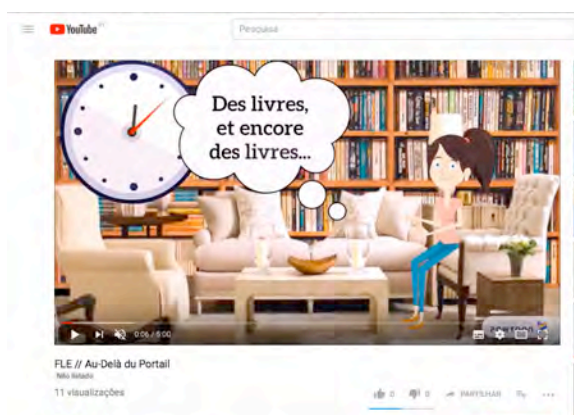 YouTube PT
Pesquisa
Des livres,
et encore
des livres...
0:06 / 5:00
FLE // Au-Delà du Portail
Não listado
11 visualizações
0
0
PARTILHAR